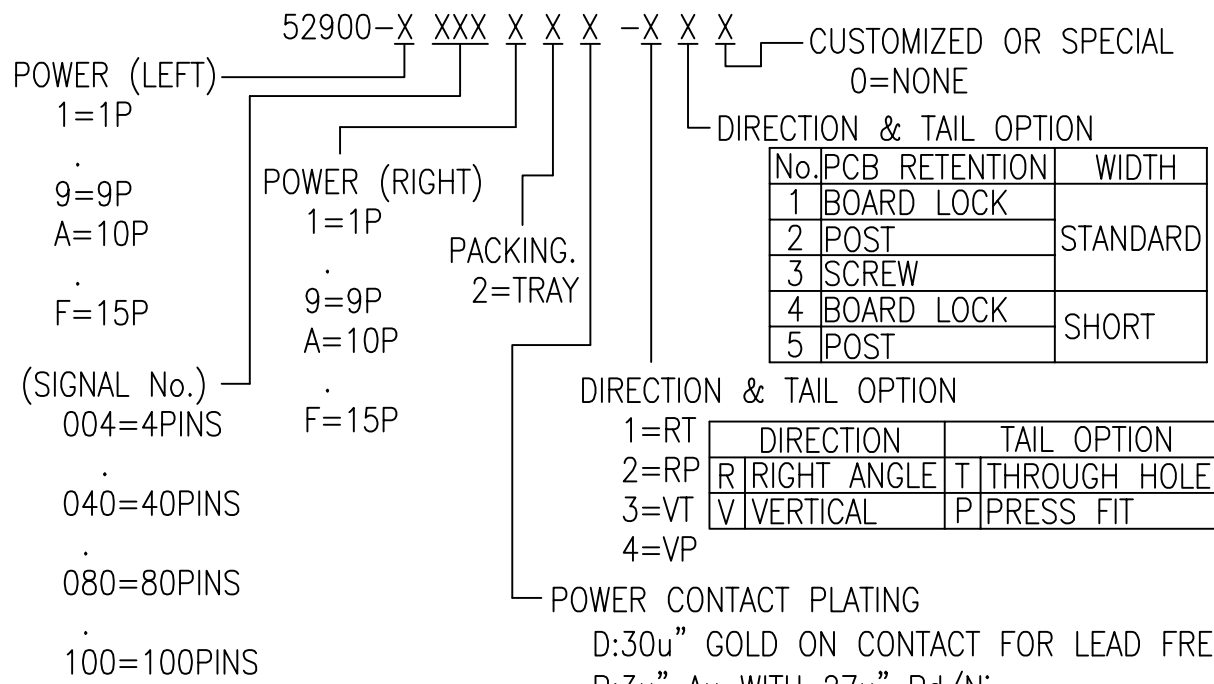 52900-X XXX X X X -X X X
CUSTOMIZED OR SPECIAL
0=NONE
POWER (LEFT)
1=1P
.
9=9P
A=10P
.
F=15P
(SIGNAL No.)
004=4PINS
.
040=40PINS
.
080=80PINS
.
100=100PINS
POWER (RIGHT)
1=1P
.
9=9P
A=10P
.
F=15P
PACKING.
2=TRAY
DIRECTION & TAIL OPTION
No. PCB RETENTION WIDTH
1 BOARD LOCK
2 POST STANDARD
3 SCREW
4 BOARD LOCK SHORT
5 POST
DIRECTION & TAIL OPTION
1=RT
2=RP
3=VT
4=VP
DIRECTION TAIL OPTION
R RIGHT ANGLE T THROUGH HOLE
V VERTICAL P PRESS FIT
POWER CONTACT PLATING
D:30u" GOLD ON CONTACT FOR LEAD FRE